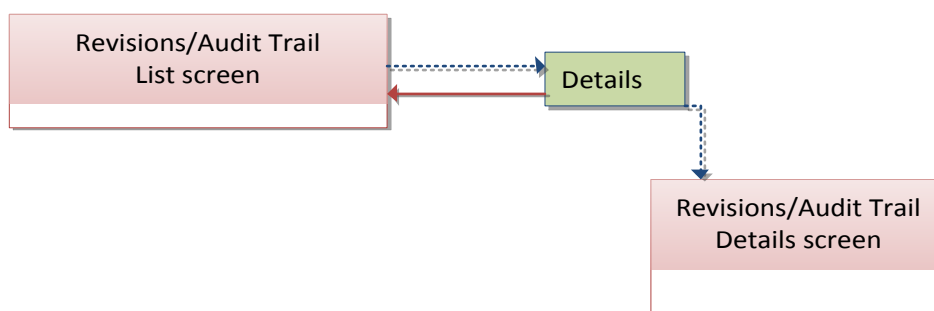 Revisions/Audit Trail
List screen
Details
Revisions/Audit Trail
Details screen